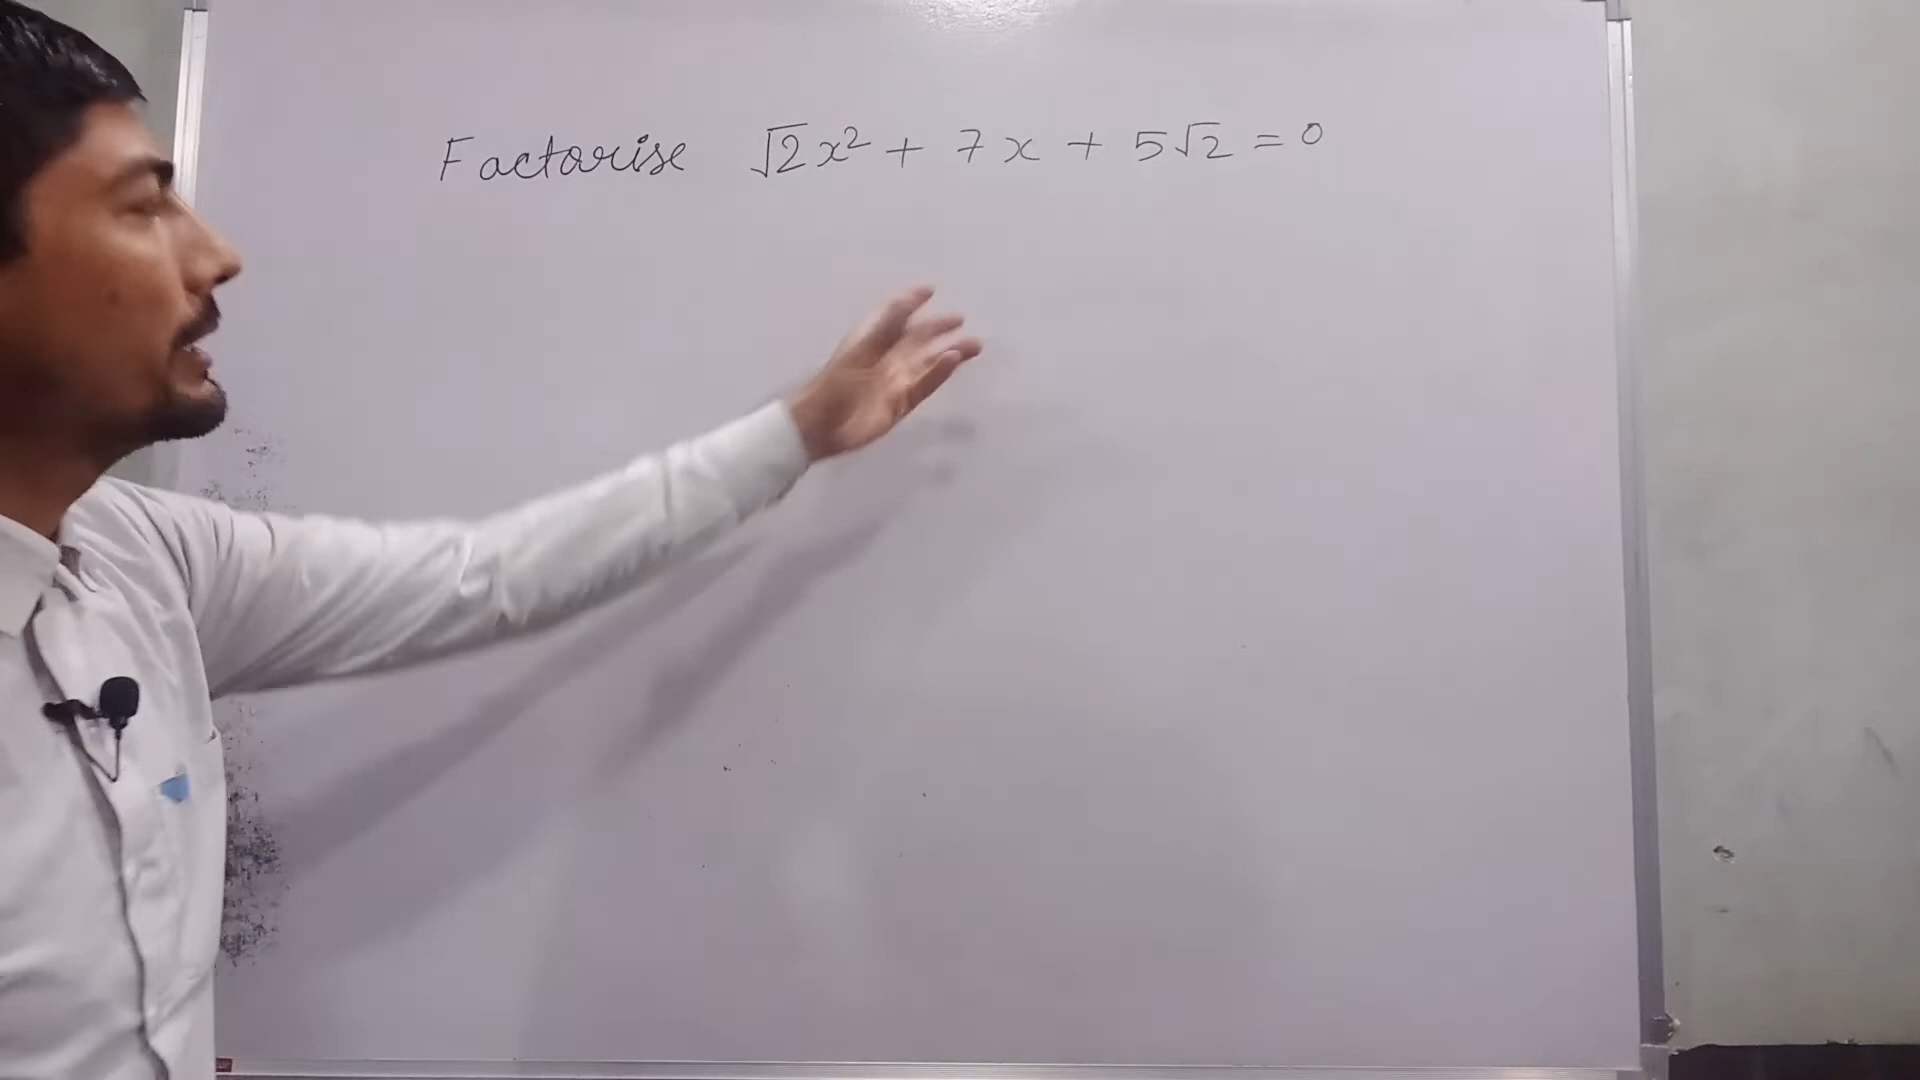 Factorise √2x² + 7x + 5√2 = 0